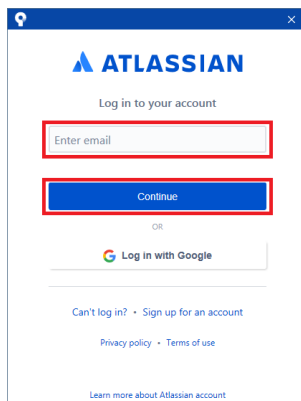 ATLASSIAN
Log in to your account
Enter email
Continue
OR
Log in with Google
Can't log in? • Sign up for an account
Privacy policy • Terms of use
Learn more about Atlassian account